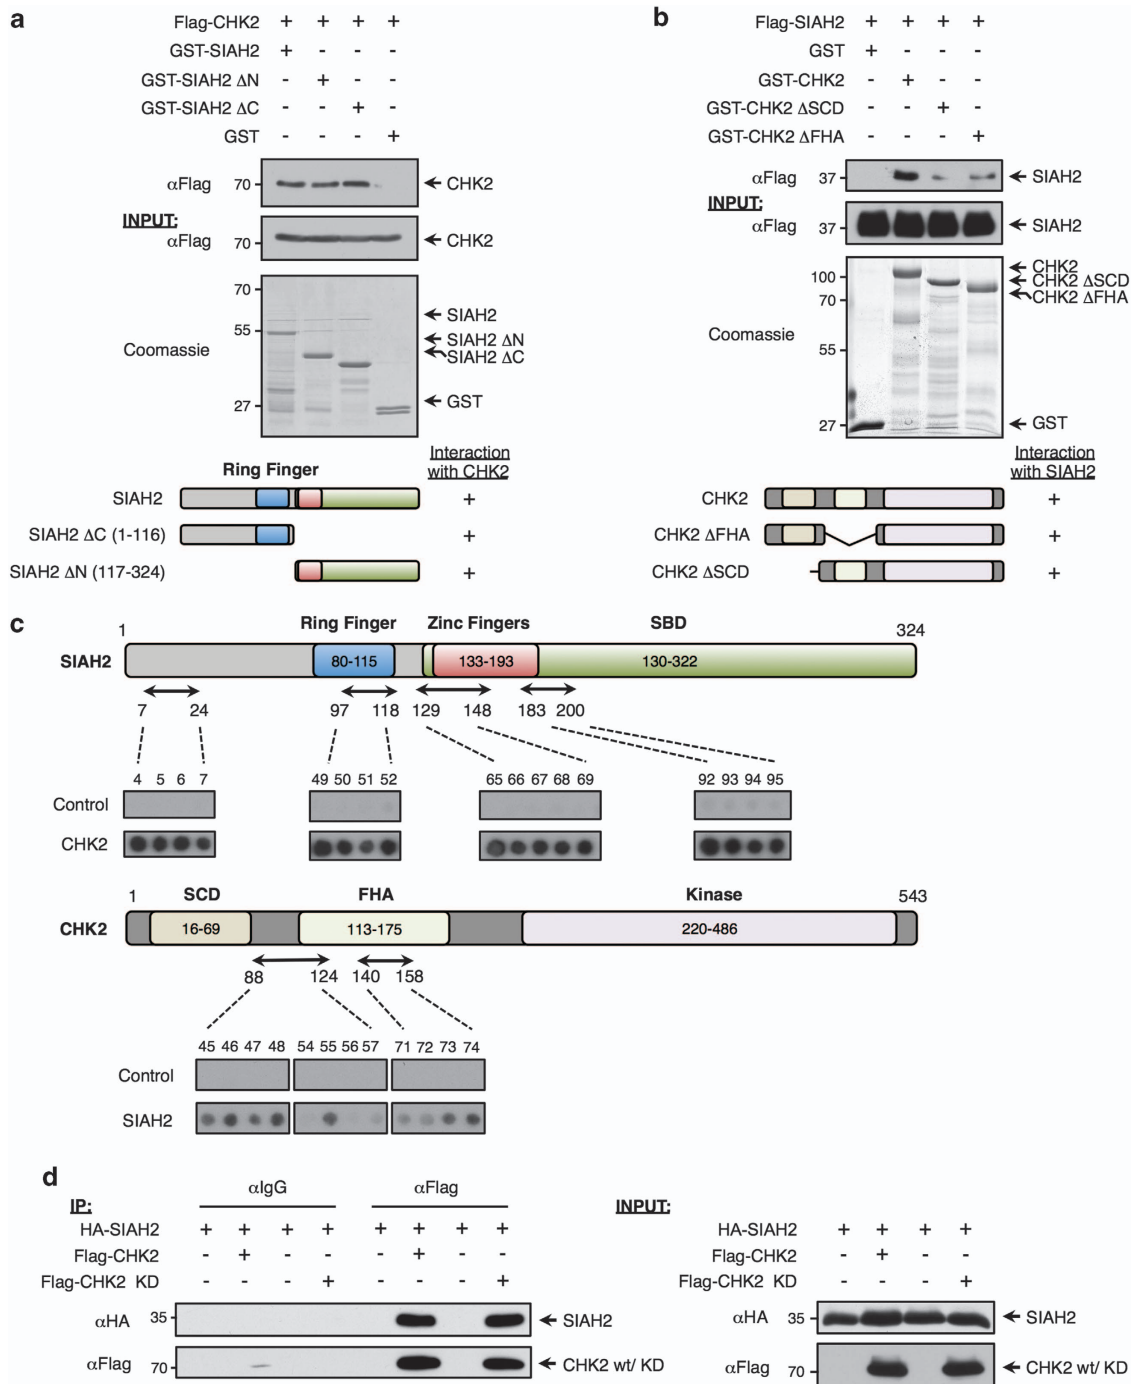 a
Flag-CHK2 + + + +
GST-SIAH2 + - - -
GST-SIAH2 ΔN - + - -
GST-SIAH2 ΔC - - + -
GST - - - +
αFlag 70 CHK2
INPUT:
αFlag 70 CHK2
70
55
27
Coomassie
SIAH2
SIAH2 ΔN
SIAH2 ΔC
GST
Interaction
with CHK2
Ring Finger
SIAH2 +
SIAH2 ΔC (1-116) +
SIAH2 ΔN (117-324) +
b
Flag-SIAH2 + + + +
GST + - - -
GST-CHK2 - + - -
GST-CHK2 ΔSCD - - + -
GST-CHK2 ΔFHA - - - +
αFlag 37 SIAH2
INPUT:
αFlag 37 SIAH2
100
70
55
27
Coomassie
CHK2
CHK2 ΔSCD
CHK2 ΔFHA
GST
Interaction
with SIAH2
CHK2 +
CHK2 ΔFHA +
CHK2 ΔSCD +
c
1 Ring Finger Zinc Fingers SBD 324
SIAH2 80-115 133-193 130-322
7 24 97 118 129 148 183 200
4 5 6 7 49 50 51 52 65 66 67 68 69 92 93 94 95
Control
CHK2
1 SCD FHA Kinase 543
CHK2 16-69 113-175 220-486
88 124 140 158
45 46 47 48 54 55 56 57 71 72 73 74
Control
SIAH2
d
αIgG αFlag
IP:
HA-SIAH2 + + + + + + + +
Flag-CHK2 - + - - - + - -
Flag-CHK2 KD - - - + - - - +
αHA 35 SIAH2
αFlag 70 CHK2 wt/ KD
INPUT:
HA-SIAH2 + + + +
Flag-CHK2 - + - -
Flag-CHK2 KD - - - +
αHA 35 SIAH2
αFlag 70 CHK2 wt/ KD